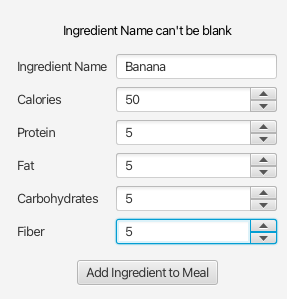 Ingredient Name can't be blank
Ingredient Name Banana
Calories 50
Protein 5
Fat 5
Carbohydrates 5
Fiber 5
Add Ingredient to Meal